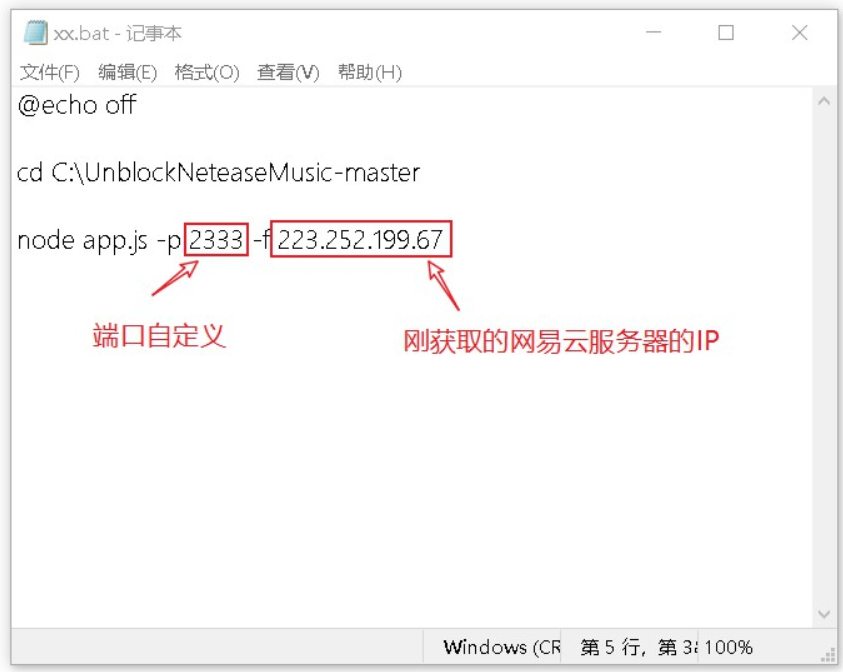 xx.bat - 记事本
文件(F) 编辑(E) 格式(O) 查看(V) 帮助(H)
@echo off
cd C:\UnblockNeteaseMusic-master
node app.js -p 2333 -f 223.252.199.67
端口自定义
刚获取的网易云服务器的IP
Windows (CR 第 5 行, 第 3 100%